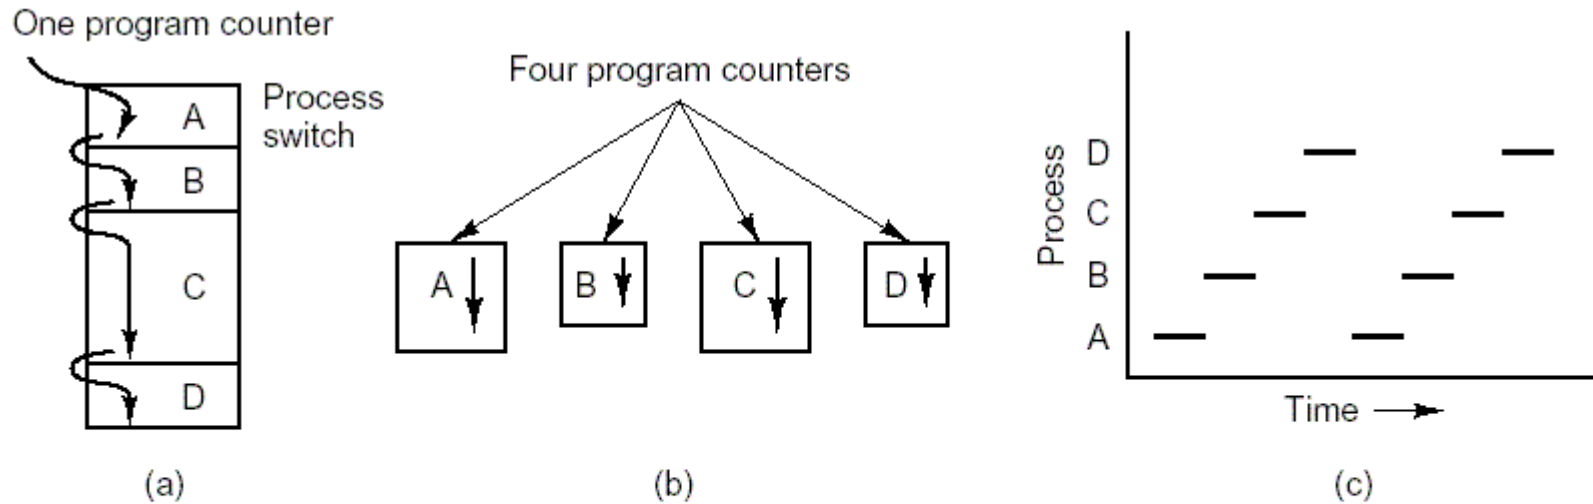 One program counter
Process
switch
A
B
C
D
(a)
Four program counters
A
B
C
D
(b)
Process
D
C
B
A
Time
(c)